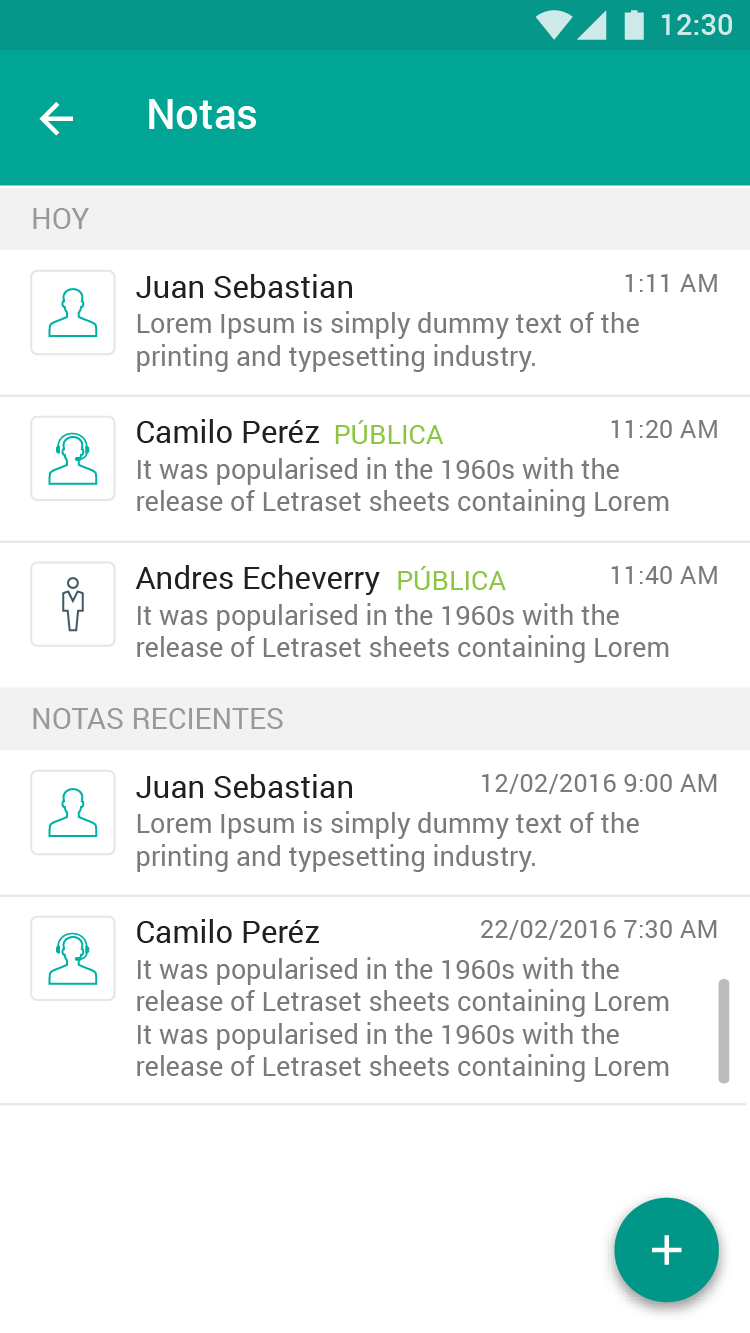 12:30
Notas
HOY
Juan Sebastian 1:11 AM
Lorem Ipsum is simply dummy text of the
printing and typesetting industry.
Camilo Peréz PÚBLICA 11:20 AM
It was popularised in the 1960s with the
release of Letraset sheets containing Lorem
Andres Echeverry PÚBLICA 11:40 AM
It was popularised in the 1960s with the
release of Letraset sheets containing Lorem
NOTAS RECIENTES
Juan Sebastian 12/02/2016 9:00 AM
Lorem Ipsum is simply dummy text of the
printing and typesetting industry.
Camilo Peréz 22/02/2016 7:30 AM
It was popularised in the 1960s with the
release of Letraset sheets containing Lorem
It was popularised in the 1960s with the
release of Letraset sheets containing Lorem